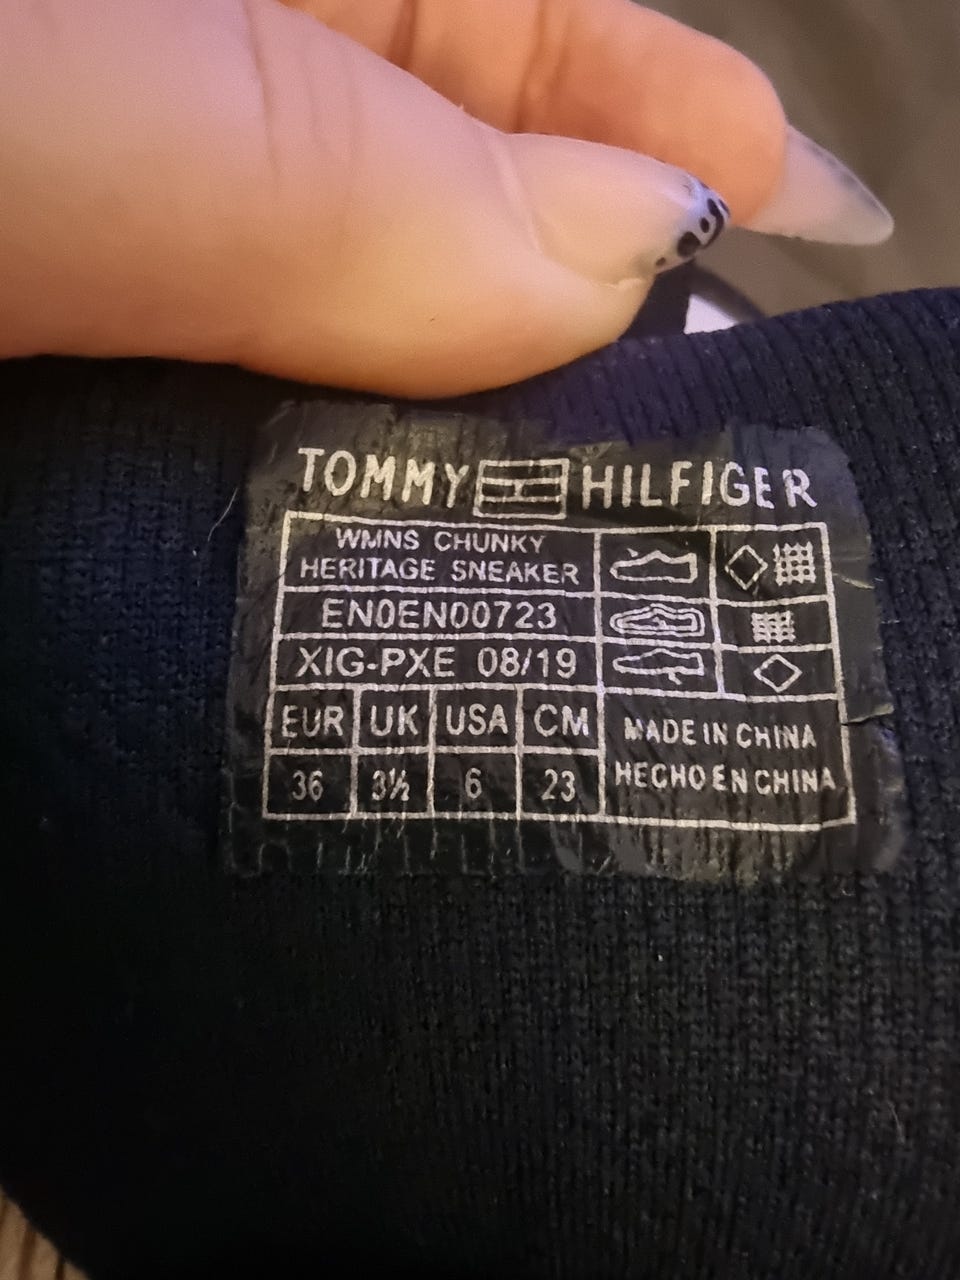 TOMMY HILFIGER
WMNS CHUNKY
HERITAGE SNEAKER
EN0EN00723
XIG-PXE 08/19
EUR UK USA CM
36 3½ 6 23
MADE IN CHINA
HECHO EN CHINA